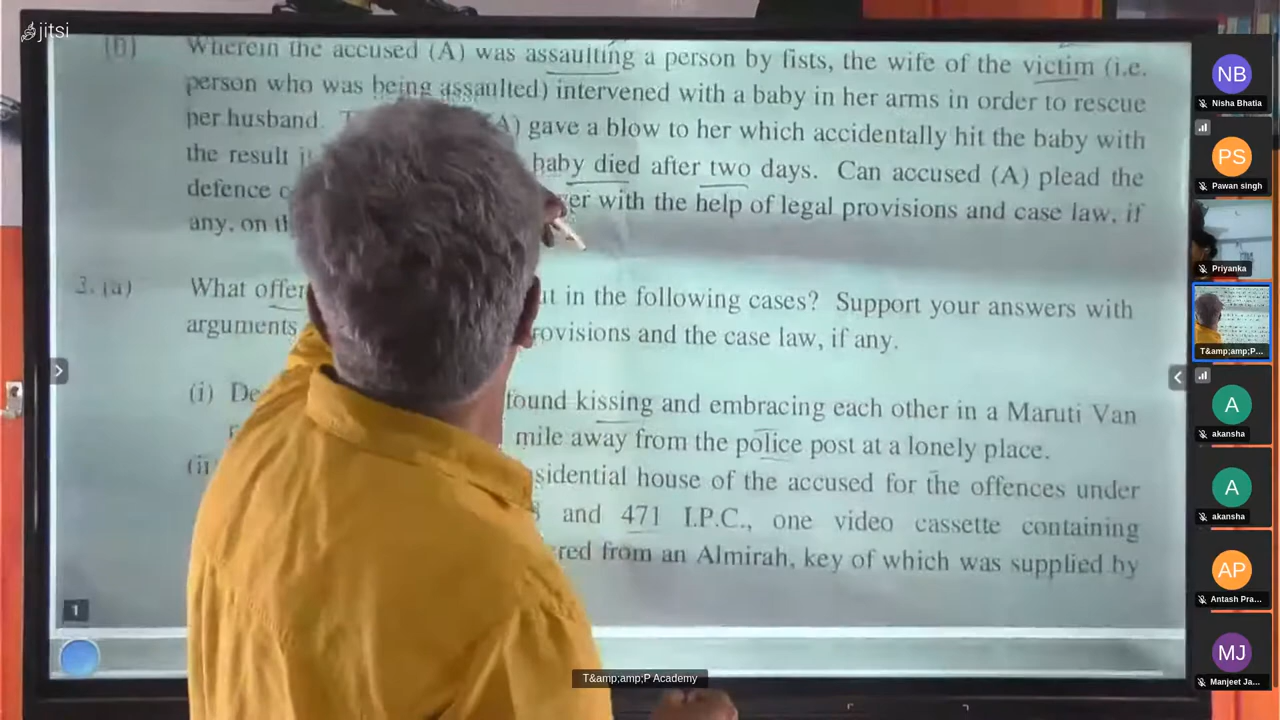 jitsi
(b) Wherein the accused (A) was assaulting a person by fists, the wife of the victim (i.e.
person who was being assaulted) intervened with a baby in her arms in order to rescue
her husband. A) gave a blow to her which accidentally hit the baby with
the result baby died after two days. Can accused (A) plead the
defence with the help of legal provisions and case law, if
any, on
3. (a) What in the following cases? Support your answers with
arguments provisions and the case law, if any.
(i) found kissing and embracing each other in a Maruti Van
mile away from the police post at a lonely place.
(ii) residential house of the accused for the offences under
and 471 I.P.C., one video cassette containing
from an Almirah, key of which was supplied by
1
T&amp;amp;P Academy
NB
Nisha Bhatia
PS
Pawan singh
Priyanka
T&amp;amp;P...
A
akansha
A
akansha
AP
Antash Pra...
MJ
Manjeet Ja...